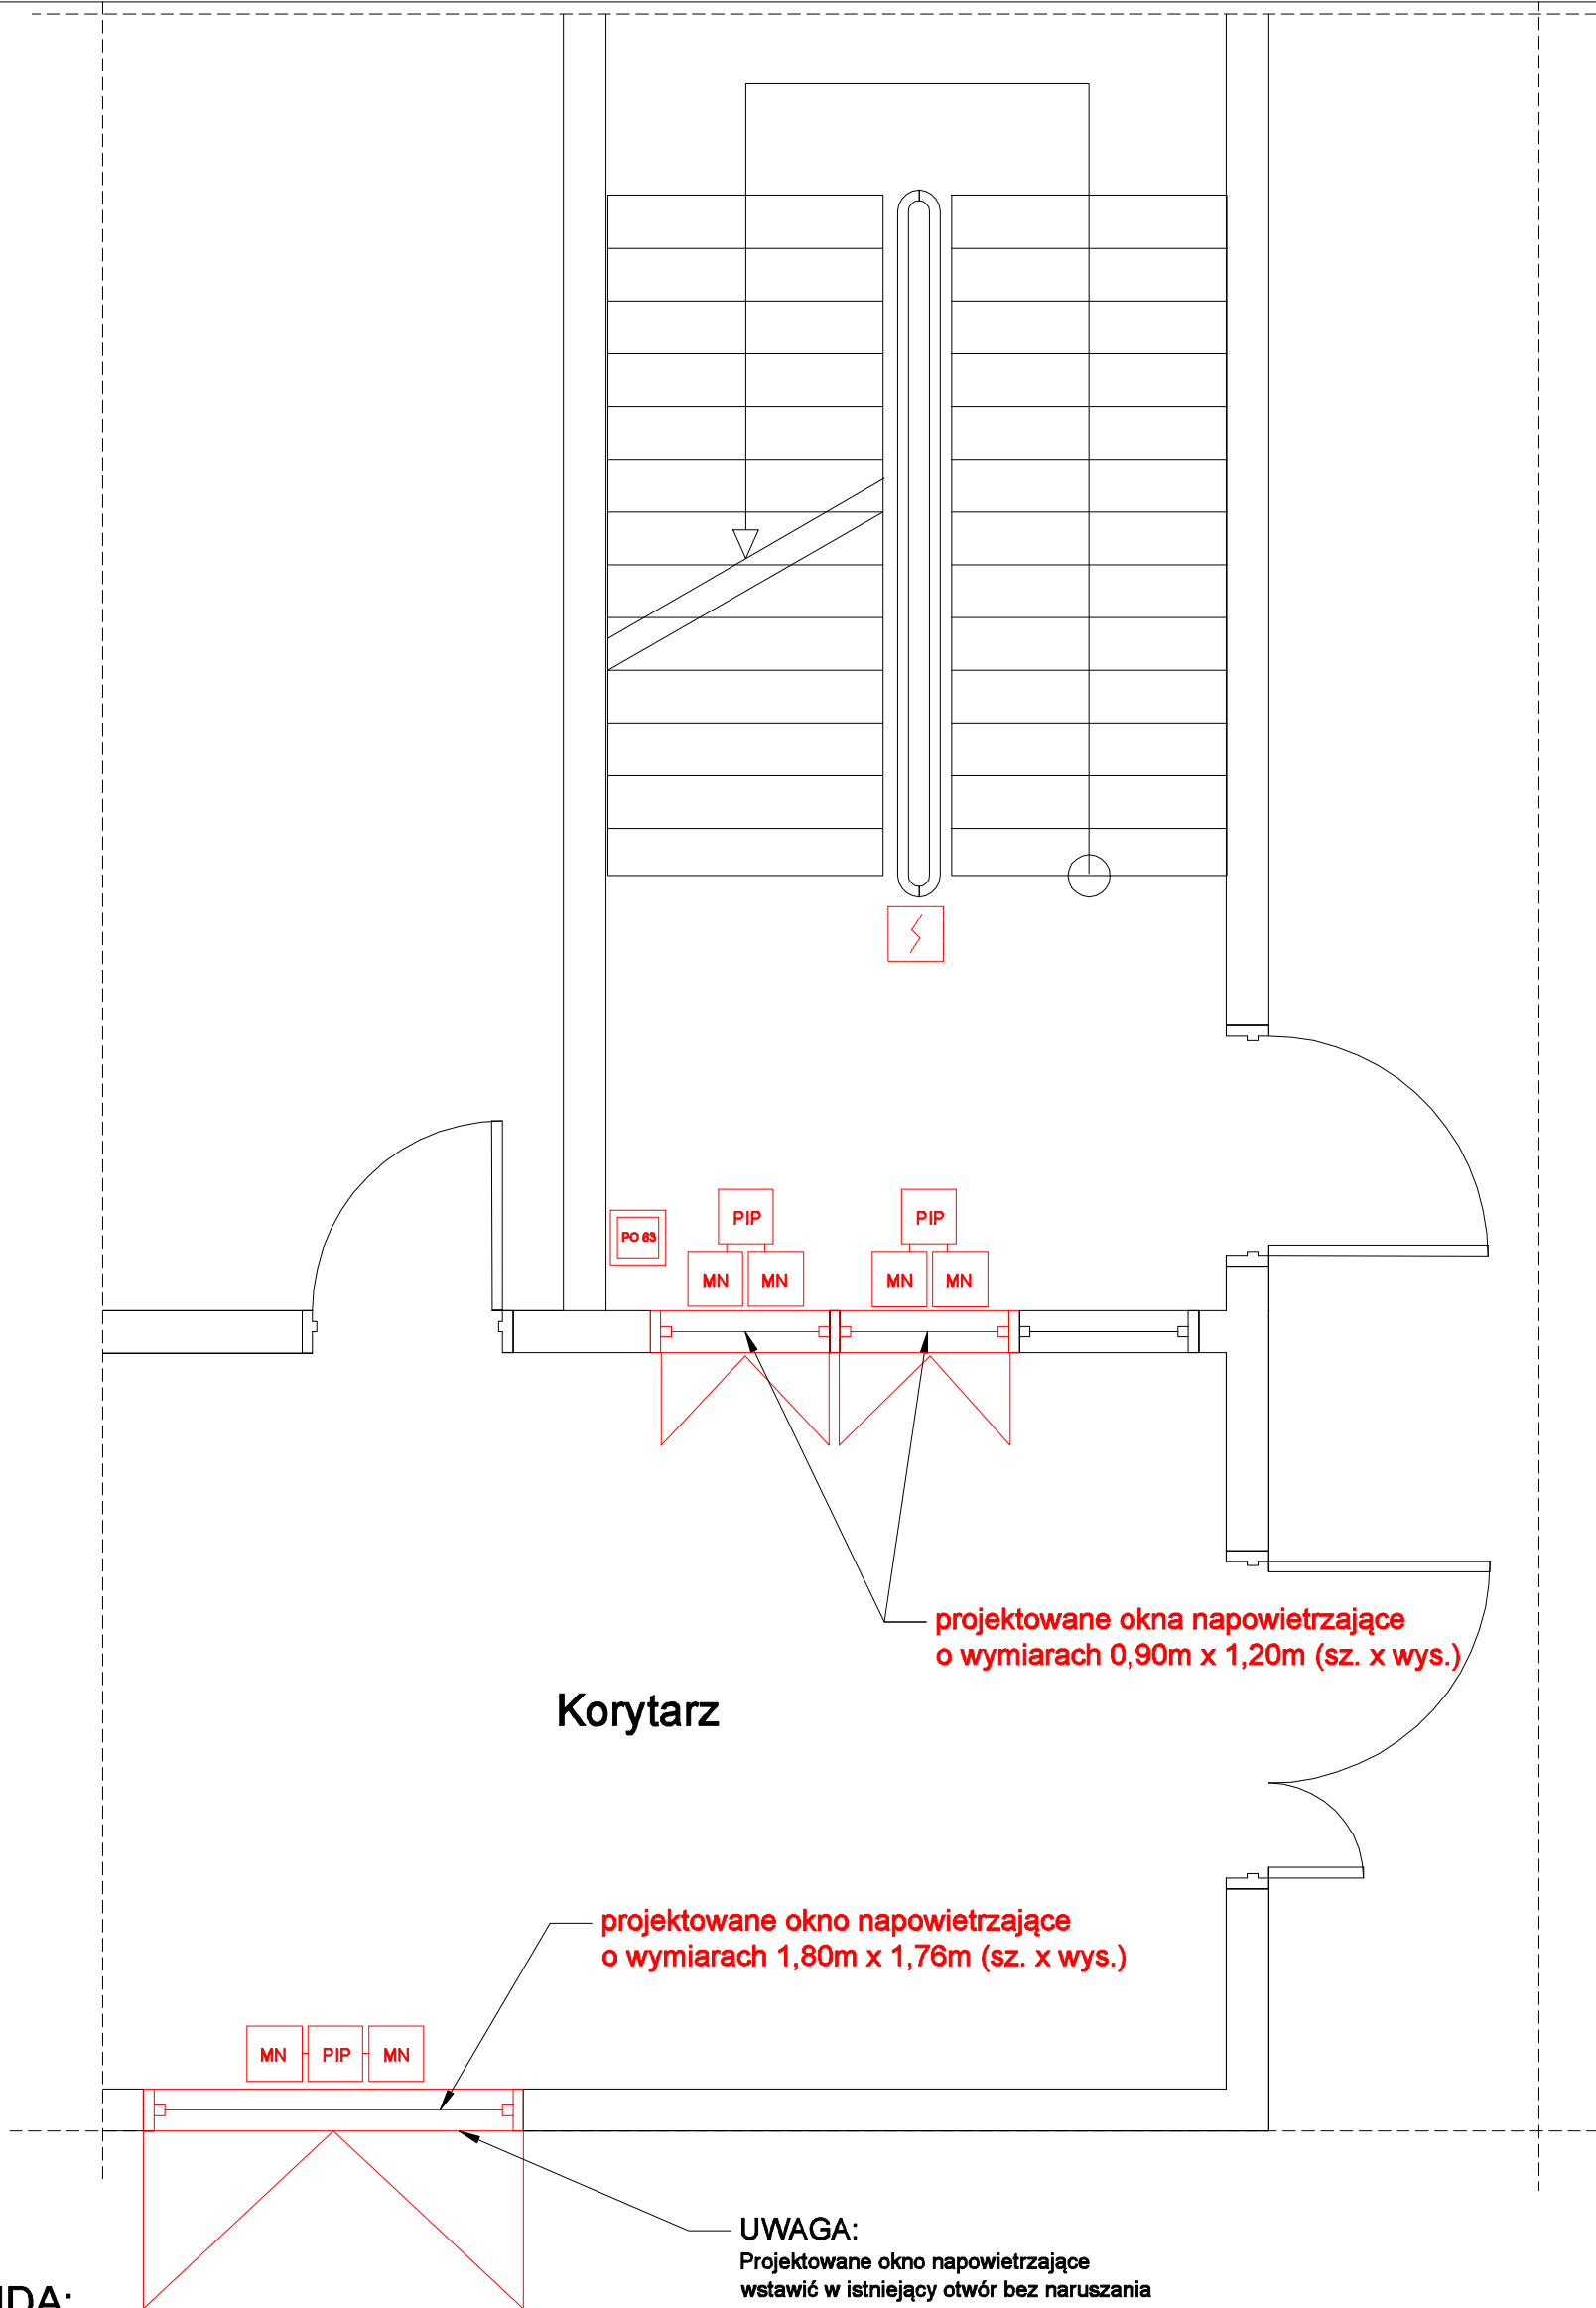 PIP
PIP
PO 63
MN
MN
MN
MN
projektowane okna napowietrzające
o wymiarach 0,90m x 1,20m (sz. x wys.)
Korytarz
projektowane okno napowietrzające
o wymiarach 1,80m x 1,76m (sz. x wys.)
MN
PIP
MN
UWAGA:
Projektowane okno napowietrzające
wstawić w istniejący otwór bez naruszania